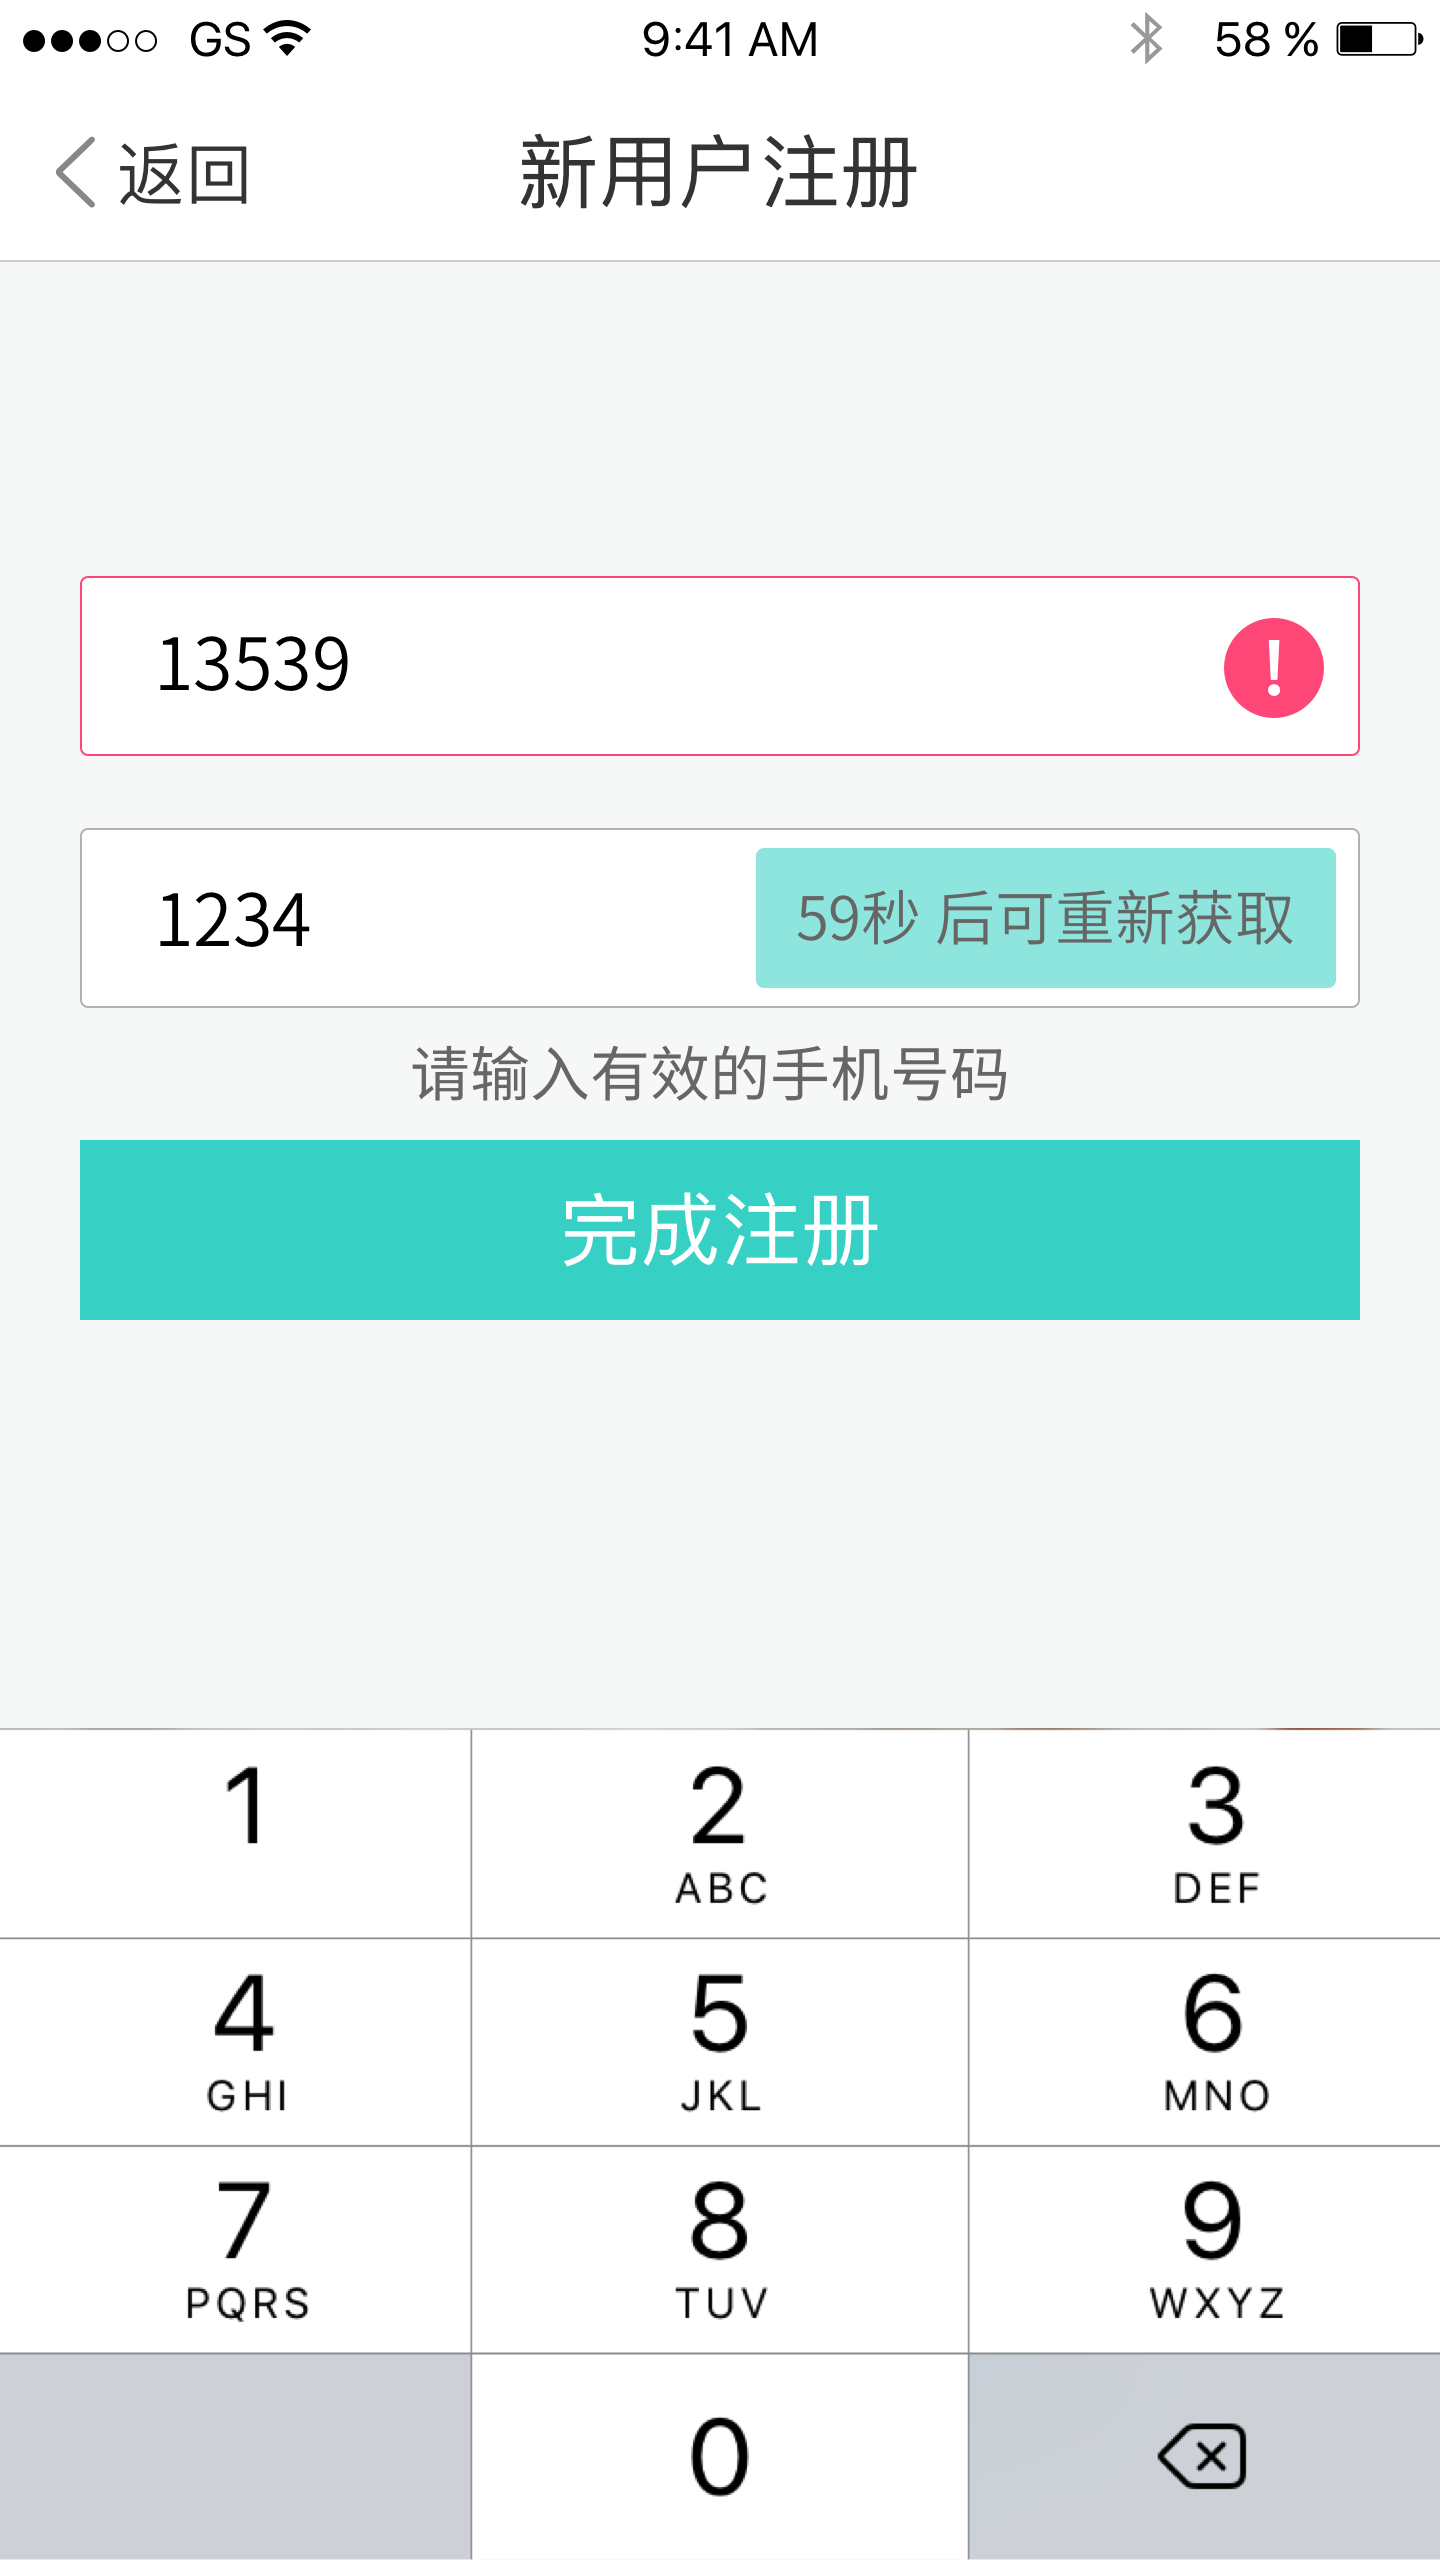 GS 9:41 AM 58 %
返回 新用户注册
13539
1234 59秒 后可重新获取
请输入有效的手机号码
完成注册
1 2 3
ABC DEF
4 5 6
GHI JKL MNO
7 8 9
PQRS TUV WXYZ
0